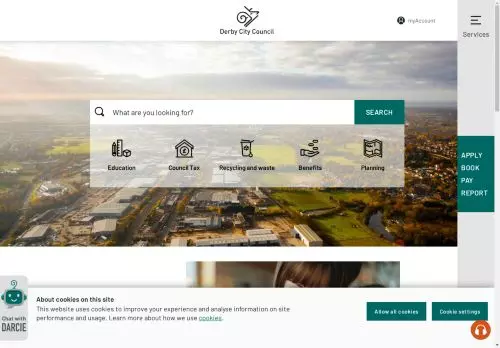 Derby City Council
myAccount
Services
What are you looking for?
SEARCH
Education
Council Tax
Recycling and waste
Benefits
Planning
APPLY
BOOK
PAY
REPORT
Chat with
DARCIE
About cookies on this site
This website uses cookies to improve your experience and analyse information on site
performance and usage. Learn more about how we use cookies.
Allow all cookies
Cookie settings